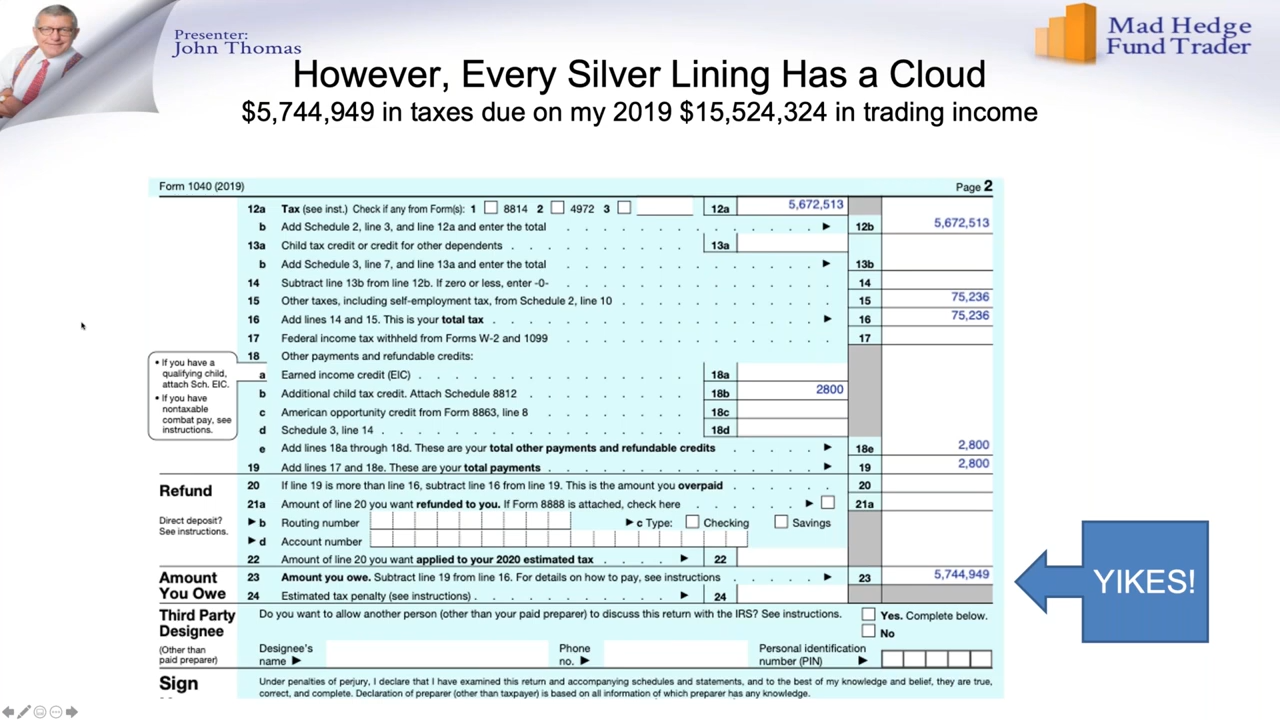 Presenter:
John Thomas
Mad Hedge
Fund Trader
However, Every Silver Lining Has a Cloud
$5,744,949 in taxes due on my 2019 $15,524,324 in trading income
Form 1040 (2019) Page 2
12a Tax (see inst.) Check if any from Form(s): 1 8814 2 4972 3 12a 5,672,513
b Add Schedule 2, line 3, and line 12a and enter the total 12b 5,672,513
13a Child tax credit or credit for other dependents 13a
b Add Schedule 3, line 7, and line 13a and enter the total 13b
14 Subtract line 13b from line 12b. If zero or less, enter -0- 14
15 Other taxes, including self-employment tax, from Schedule 2, line 10 15 75,236
16 Add lines 14 and 15. This is your total tax 16 75,236
17 Federal income tax withheld from Forms W-2 and 1099 17
18 Other payments and refundable credits:
• If you have a
qualifying child,
attach Sch. EIC.
• If you have
nontaxable
combat pay, see
instructions.
a Earned income credit (EIC) 18a
b Additional child tax credit. Attach Schedule 8812 18b 2800
c American opportunity credit from Form 8863, line 8 18c
d Schedule 3, line 14 18d
e Add lines 18a through 18d. These are your total other payments and refundable credits 18e 2,800
19 Add lines 17 and 18e. These are your total payments 19 2,800
Refund
Direct deposit?
See instructions.
20 If line 19 is more than line 16, subtract line 16 from line 19. This is the amount you overpaid 20
21a Amount of line 20 you want refunded to you. If Form 8888 is attached, check here 21a
b Routing number c Type: Checking Savings
d Account number
22 Amount of line 20 you want applied to your 2020 estimated tax 22
Amount
You Owe
23 Amount you owe. Subtract line 19 from line 16. For details on how to pay, see instructions 23 5,744,949
24 Estimated tax penalty (see instructions) 24
YIKES!
Third Party
Designee
(Other than
paid preparer)
Do you want to allow another person (other than your paid preparer) to discuss this return with the IRS? See instructions. Yes. Complete below.
No
Designee's
name
Phone
no.
Personal identification
number (PIN)
Sign
Under penalties of perjury, I declare that I have examined this return and accompanying schedules and statements, and to the best of my knowledge and belief, they are true,
correct, and complete. Declaration of preparer (other than taxpayer) is based on all information of which preparer has any knowledge.